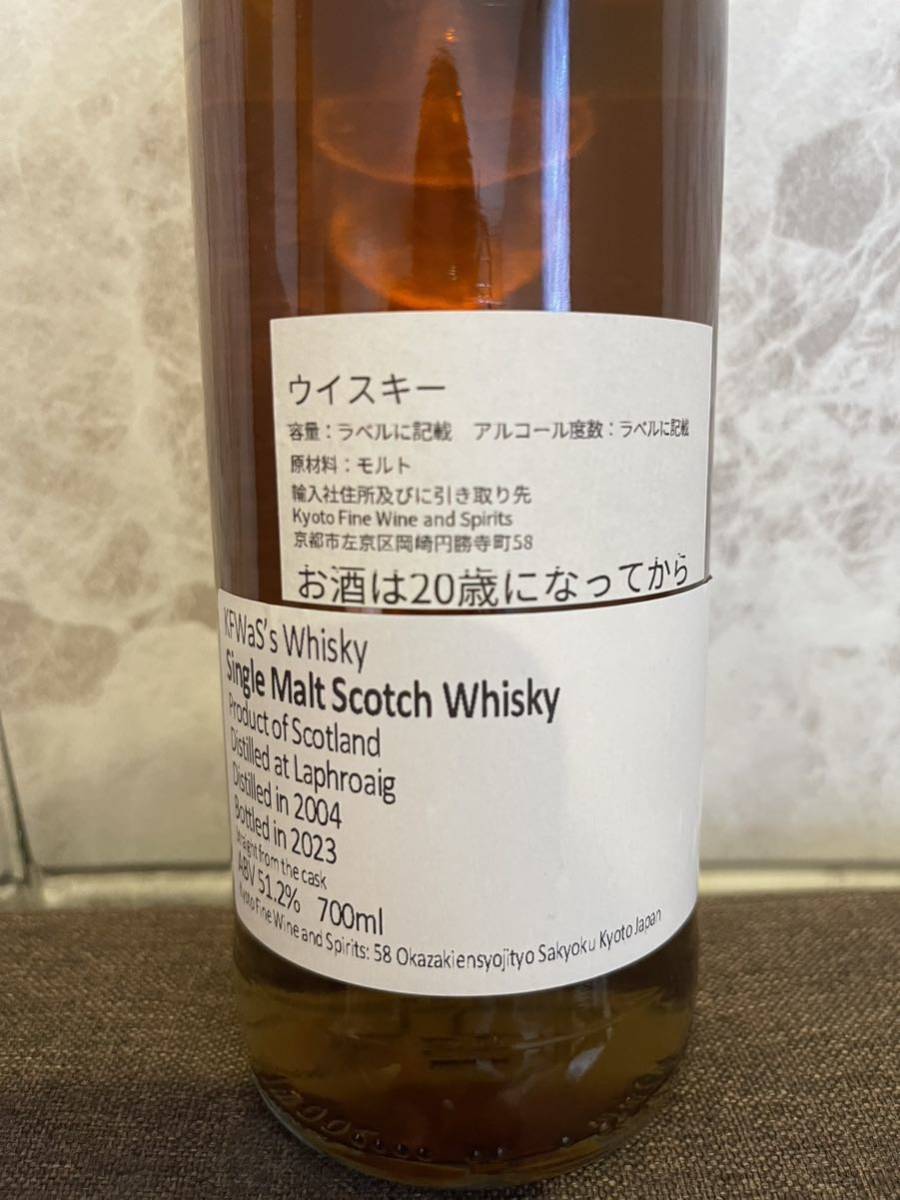 ウイスキー
容量：ラベルに記載　アルコール度数：ラベルに記載
原材料：モルト
輸入社住所及びに引き取り先
Kyoto Fine Wine and Spirits
京都市左京区岡崎円勝寺町58
お酒は20歳になってから
KFWaS's Whisky
Single Malt Scotch Whisky
Product of Scotland
Distilled at Laphroaig
Distilled in 2004
Bottled in 2023
Straight from the cask
ABV 51.2%　700ml
Kyoto Fine Wine and Spirits: 58 Okazakiensyojityo Sakyoku Kyoto Japan